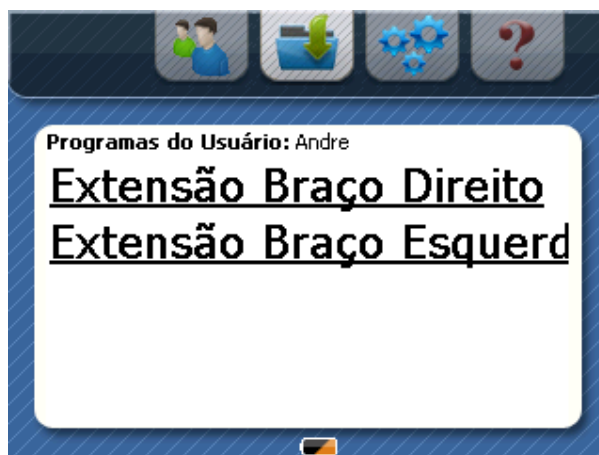 Programas do Usuário: Andre
Extensão Braço Direito
Extensão Braço Esquerd